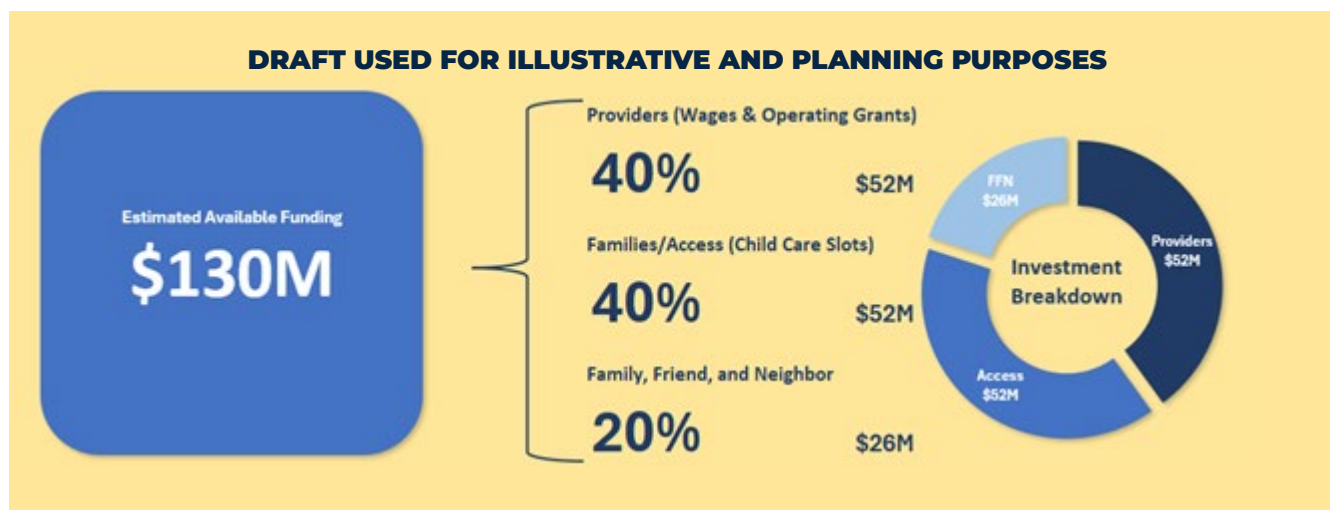 DRAFT USED FOR ILLUSTRATIVE AND PLANNING PURPOSES
Estimated Available Funding
$130M
Providers (Wages & Operating Grants)
40%
$52M
Families/Access (Child Care Slots)
40%
$52M
Family, Friend, and Neighbor
20%
$26M
FFN
$26M
Providers
$52M
Investment
Breakdown
Access
$52M